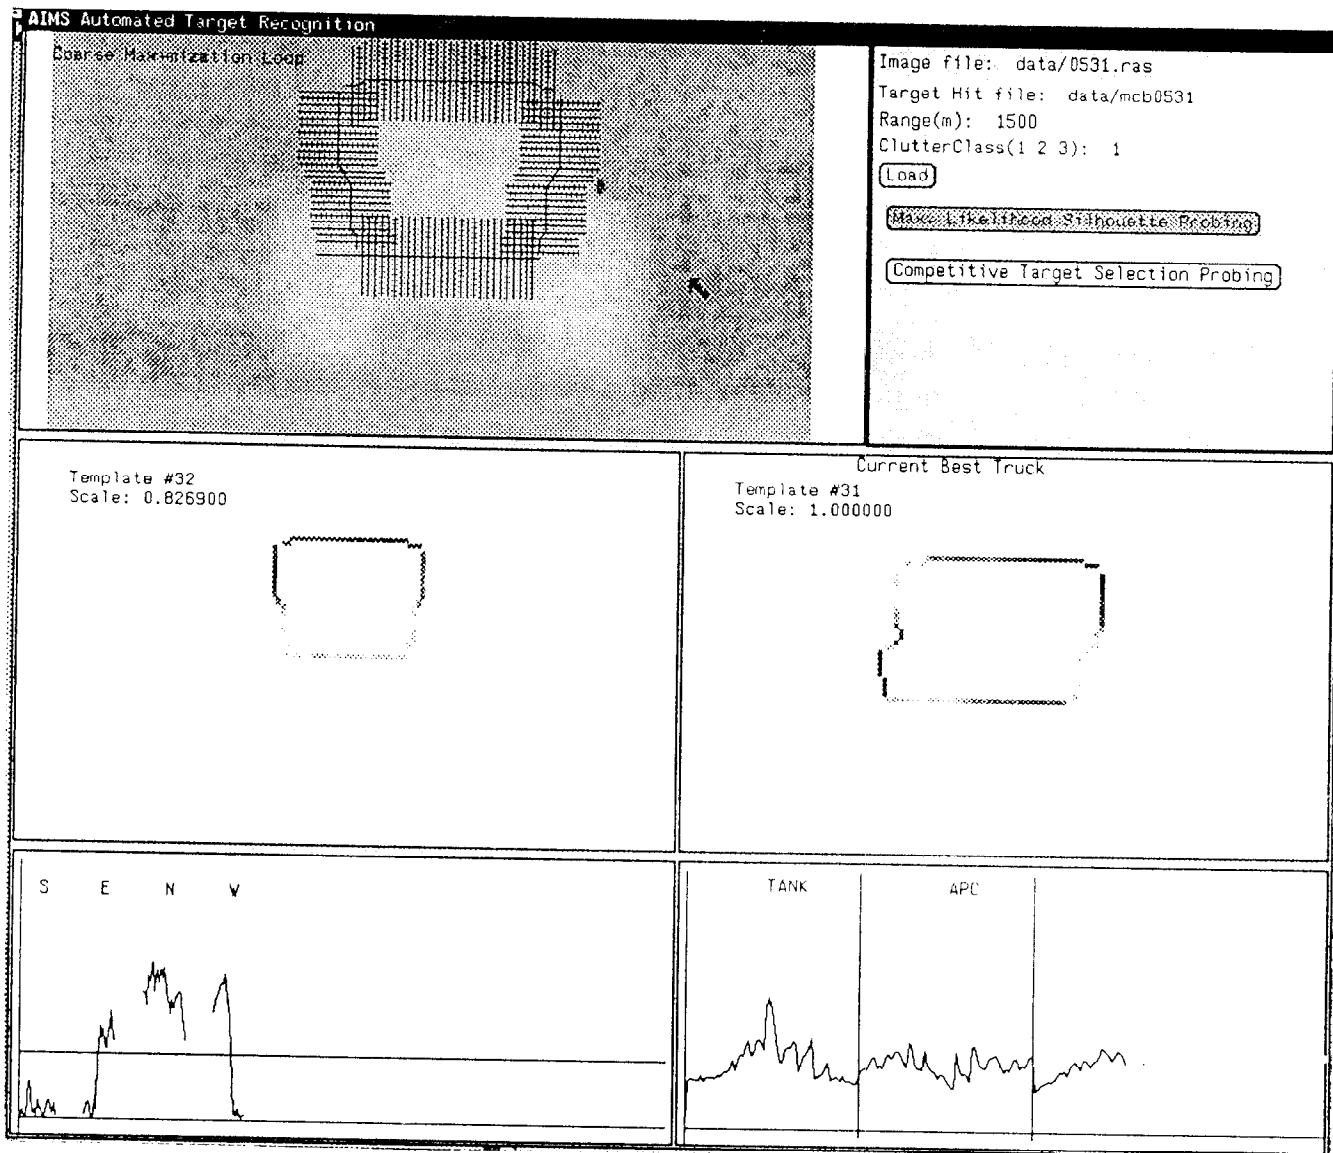 AIMS Automated Target Recognition
Coarse Maximization Loop
Image file: data/0531.ras
Target Hit file: data/mcb0531
Range(m): 1500
ClutterClass(1 2 3): 1
Load
Max. Likelihood Silhouette Probing
Competitive Target Selection Probing
Template #32
Scale: 0.826900
Current Best Truck
Template #31
Scale: 1.000000
S E N W
TANK APC